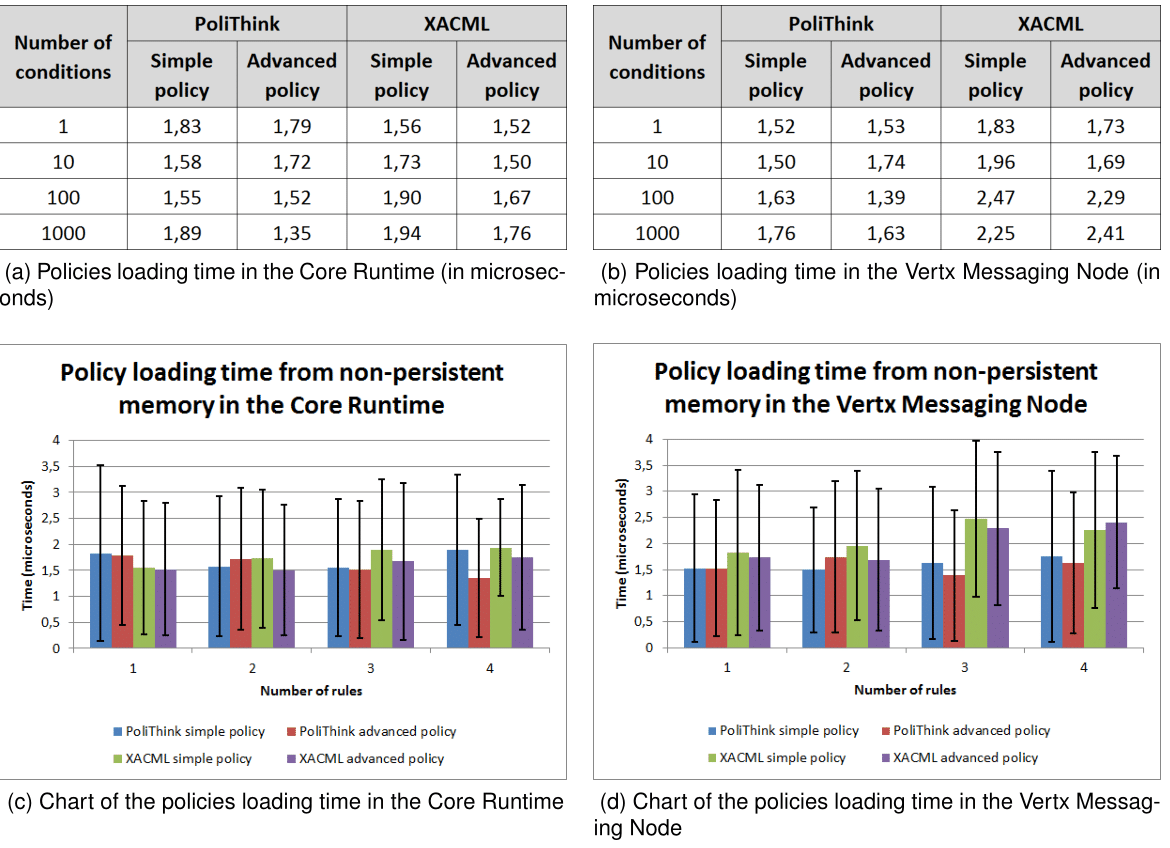 Number of conditions PoliThink XACML
Simple policy Advanced policy Simple policy Advanced policy
1 1,83 1,79 1,56 1,52
10 1,58 1,72 1,73 1,50
100 1,55 1,52 1,90 1,67
1000 1,89 1,35 1,94 1,76
(a) Policies loading time in the Core Runtime (in microsec-
onds)
Number of conditions PoliThink XACML
Simple policy Advanced policy Simple policy Advanced policy
1 1,52 1,53 1,83 1,73
10 1,50 1,74 1,96 1,69
100 1,63 1,39 2,47 2,29
1000 1,76 1,63 2,25 2,41
(b) Policies loading time in the Vertx Messaging Node (in
microseconds)
Policy loading time from non-persistent
memory in the Core Runtime
Time (microseconds)
4
3,5
3
2,5
2
1,5
1
0,5
0
1 2 3 4
Number of rules
PoliThink simple policy PoliThink advanced policy
XACML simple policy XACML advanced policy
(c) Chart of the policies loading time in the Core Runtime
Policy loading time from non-persistent
memory in the Vertx Messaging Node
Time (microseconds)
4
3,5
3
2,5
2
1,5
1
0,5
0
1 2 3 4
Number of rules
PoliThink simple policy PoliThink advanced policy
XACML simple policy XACML advanced policy
(d) Chart of the policies loading time in the Vertx Messag-
ing Node